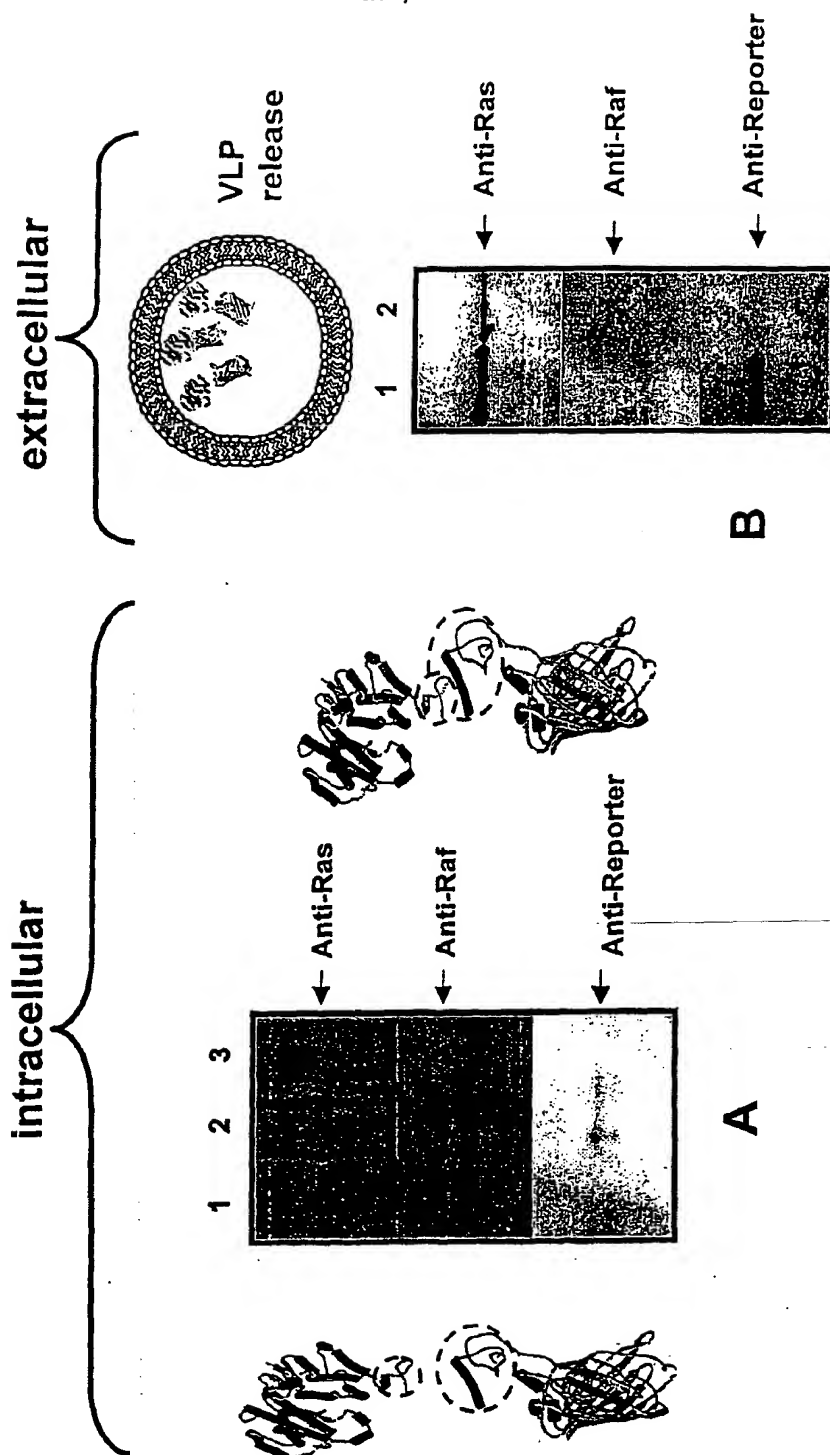 intracellular
extracellular
1 2 3
← Anti-Ras
← Anti-Raf
← Anti-Reporter
A
VLP
release
1 2
← Anti-Ras
← Anti-Raf
← Anti-Reporter
B